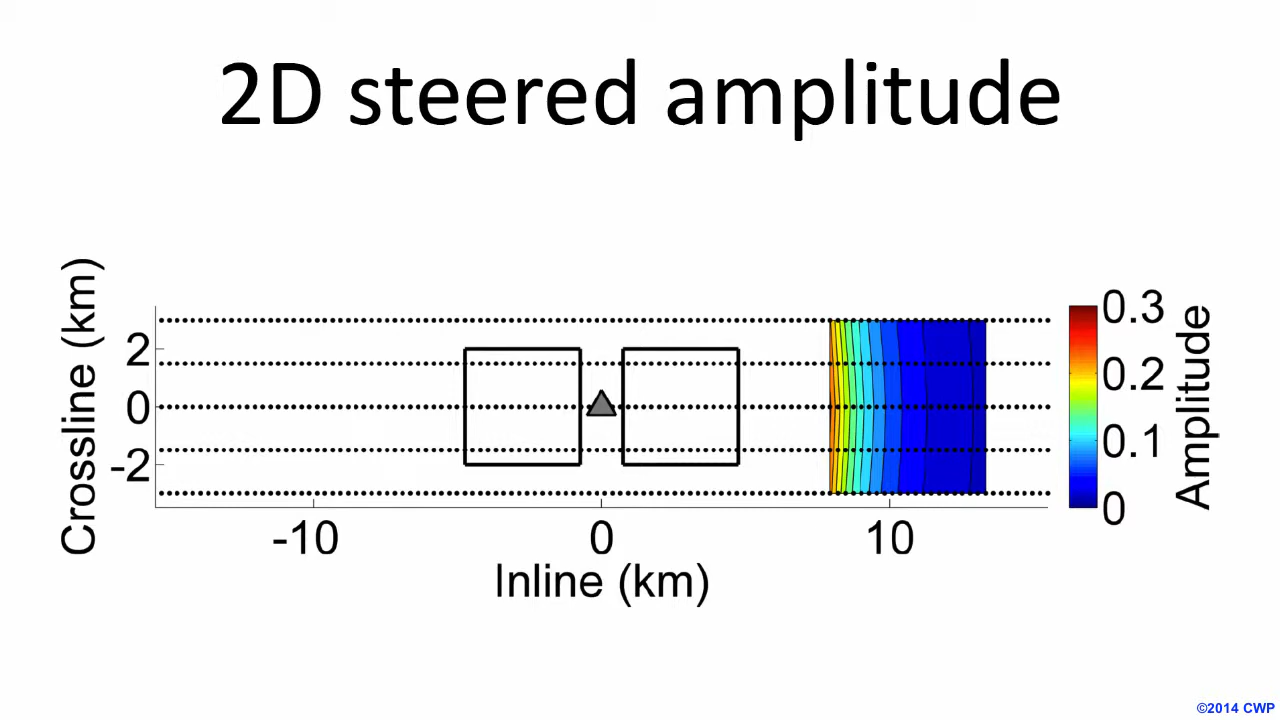 2D steered amplitude
Crossline (km)
2
0
-2
-10
0
10
Inline (km)
0.3
0.2
0.1
0
Amplitude
©2014 CWP